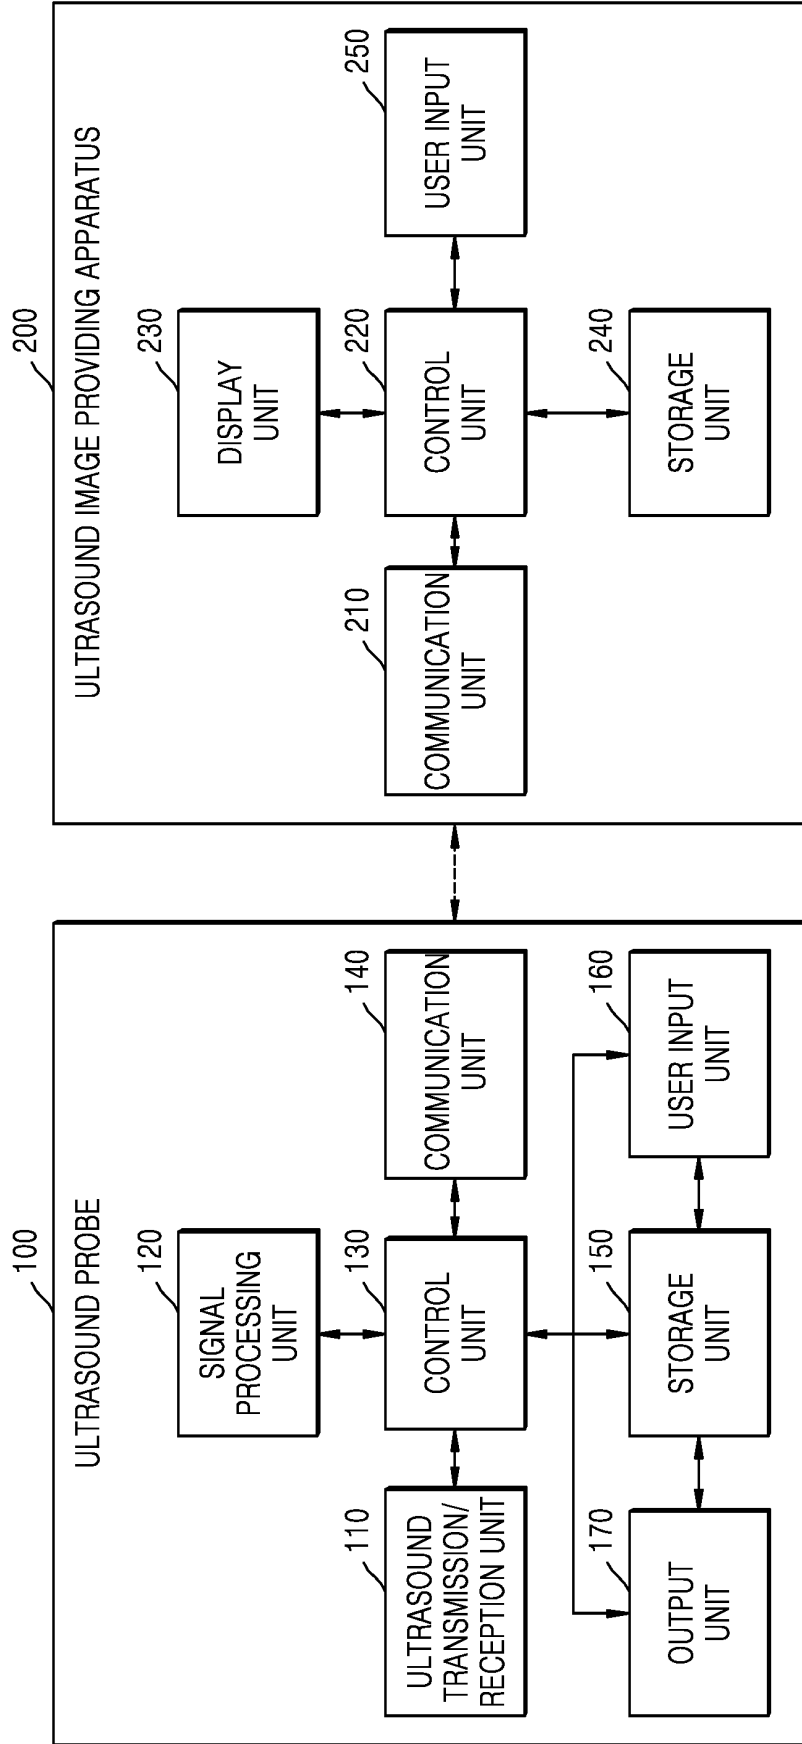 100
ULTRASOUND PROBE
120
SIGNAL
PROCESSING
UNIT
110
ULTRASOUND
TRANSMISSION/
RECEPTION UNIT
130
CONTROL
UNIT
140
COMMUNICATION
UNIT
170
OUTPUT
UNIT
150
STORAGE
UNIT
160
USER INPUT
UNIT
200
ULTRASOUND IMAGE PROVIDING APPARATUS
230
DISPLAY
UNIT
210
COMMUNICATION
UNIT
220
CONTROL
UNIT
250
USER INPUT
UNIT
240
STORAGE
UNIT